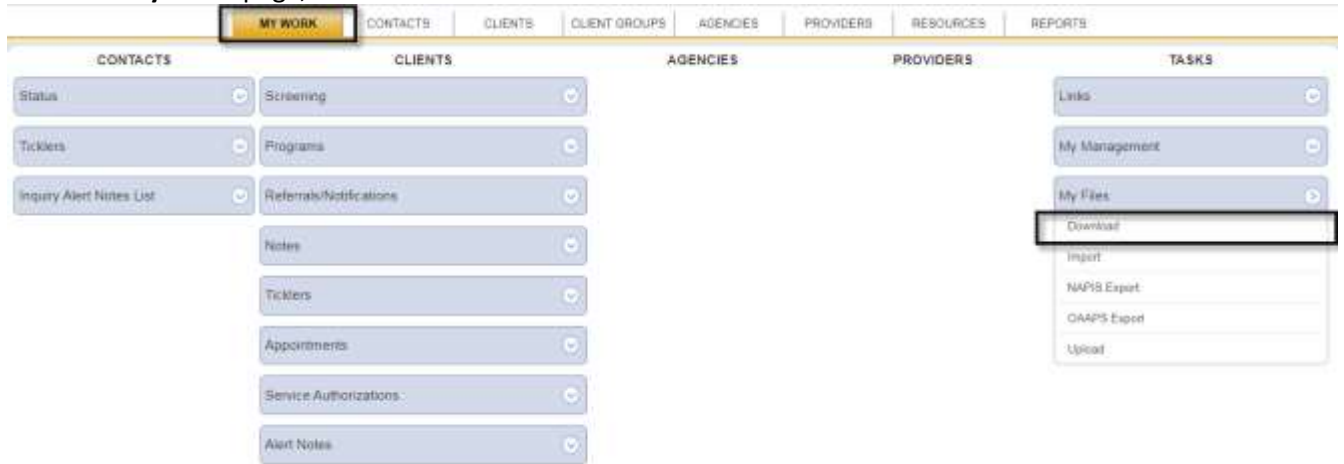 MY WORK CONTACTS CLIENTS CLIENT GROUPS AGENCIES PROVIDERS RESOURCES REPORTS
CONTACTS CLIENTS AGENCIES PROVIDERS TASKS
Status Screening Links
Ticklers Programs My Management
Inquiry Alert Notes List Referrals/Notifications My Files
Download
Notes
Import
Ticklers NAPIS Export
OAAPS Export
Appointments Upload
Service Authorizations
Alert Notes